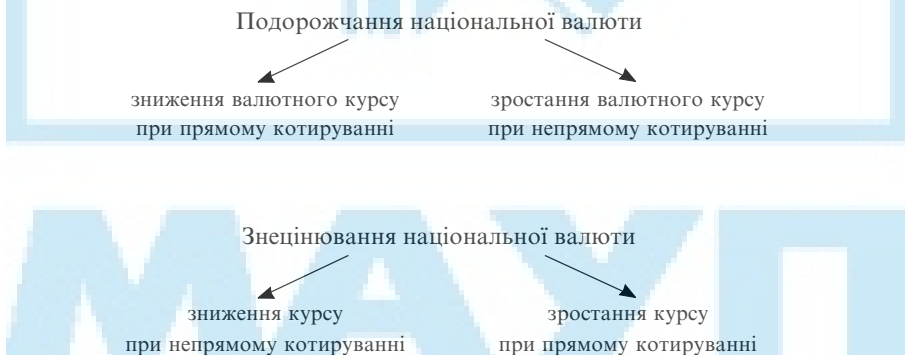 Подорожчання національної валюти
зниження валютного курсу
при прямому котируванні
зростання валютного курсу
при непрямому котируванні
Знецінювання національної валюти
зниження курсу
при непрямому котируванні
зростання курсу
при прямому котируванні
МАУП